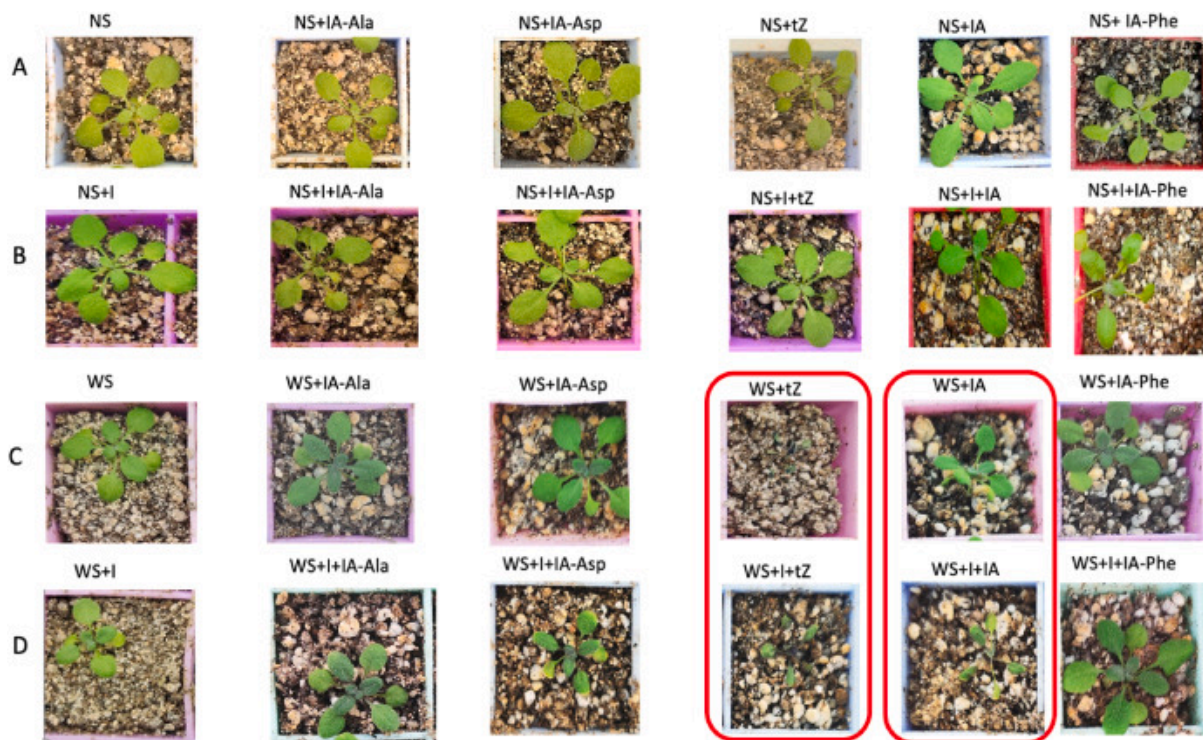 NS NS+IA-Ala NS+IA-Asp NS+tZ NS+IA NS+ IA-Phe
A
NS+I NS+I+IA-Ala NS+I+IA-Asp NS+I+tZ NS+I+IA NS+I+IA-Phe
B
WS WS+IA-Ala WS+IA-Asp WS+tZ WS+IA WS+IA-Phe
C
WS+I WS+I+IA-Ala WS+I+IA-Asp WS+I+tZ WS+I+IA WS+I+IA-Phe
D